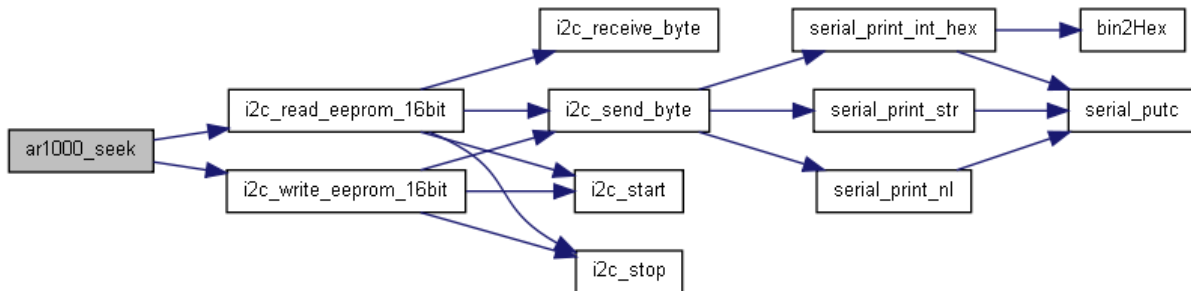 ar1000_seek
i2c_read_eeprom_16bit
i2c_write_eeprom_16bit
i2c_receive_byte
i2c_send_byte
i2c_start
i2c_stop
serial_print_int_hex
serial_print_str
serial_print_nl
bin2Hex
serial_putc